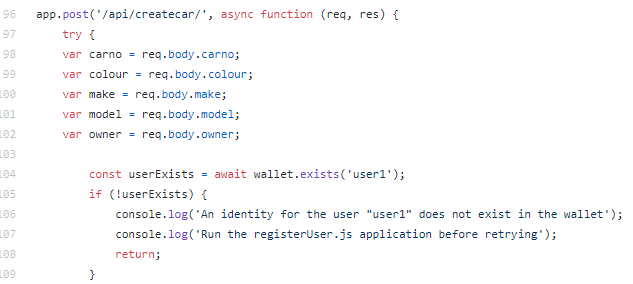 96 app.post('/api/createcar/', async function (req, res) {
97 try {
98 var carno = req.body.carno;
99 var colour = req.body.colour;
100 var make = req.body.make;
101 var model = req.body.model;
102 var owner = req.body.owner;
103
104 const userExists = await wallet.exists('user1');
105 if (!userExists) {
106 console.log('An identity for the user "user1" does not exist in the wallet');
107 console.log('Run the registerUser.js application before retrying');
108 return;
109 }